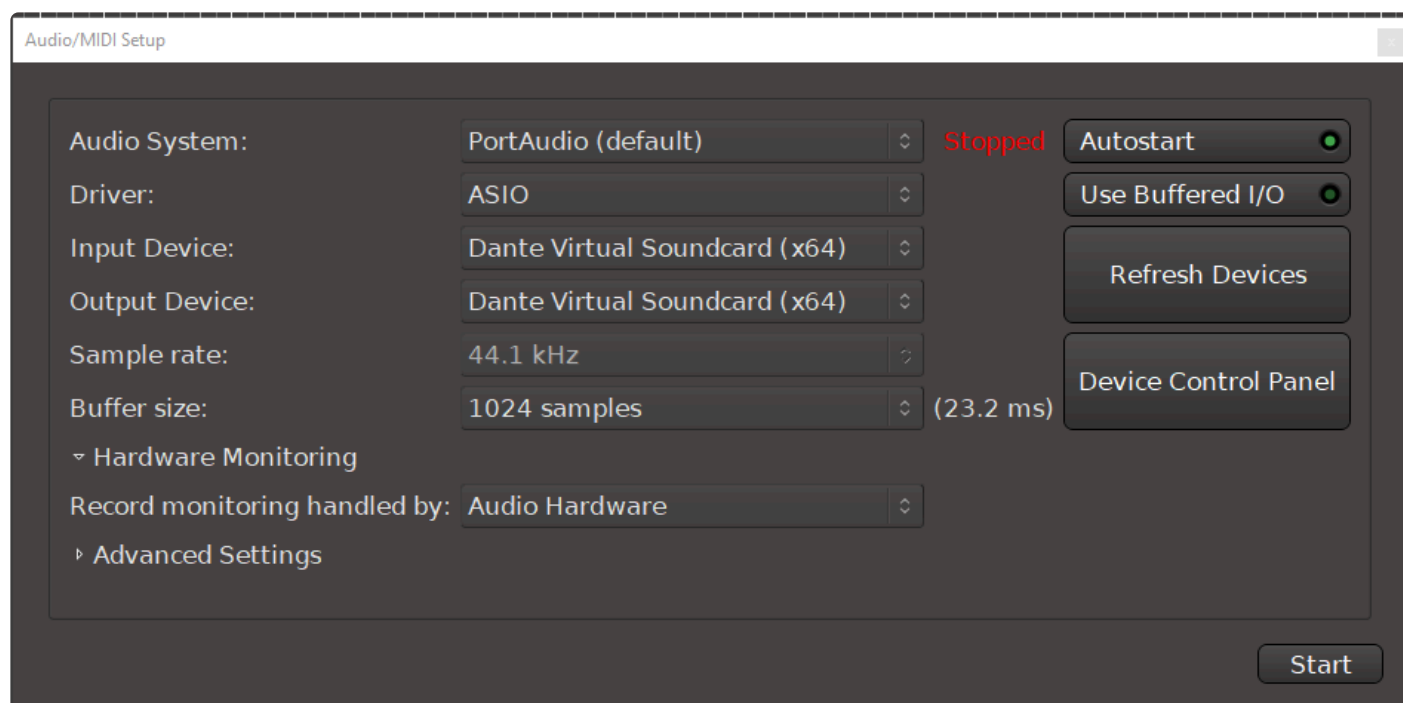 Audio/MIDI Setup
x
Audio System: PortAudio (default) Stopped Autostart
Driver: ASIO Use Buffered I/O
Input Device: Dante Virtual Soundcard (x64)
Refresh Devices
Output Device: Dante Virtual Soundcard (x64)
Sample rate: 44.1 kHz
Device Control Panel
Buffer size: 1024 samples (23.2 ms)
Hardware Monitoring
Record monitoring handled by: Audio Hardware
Advanced Settings
Start